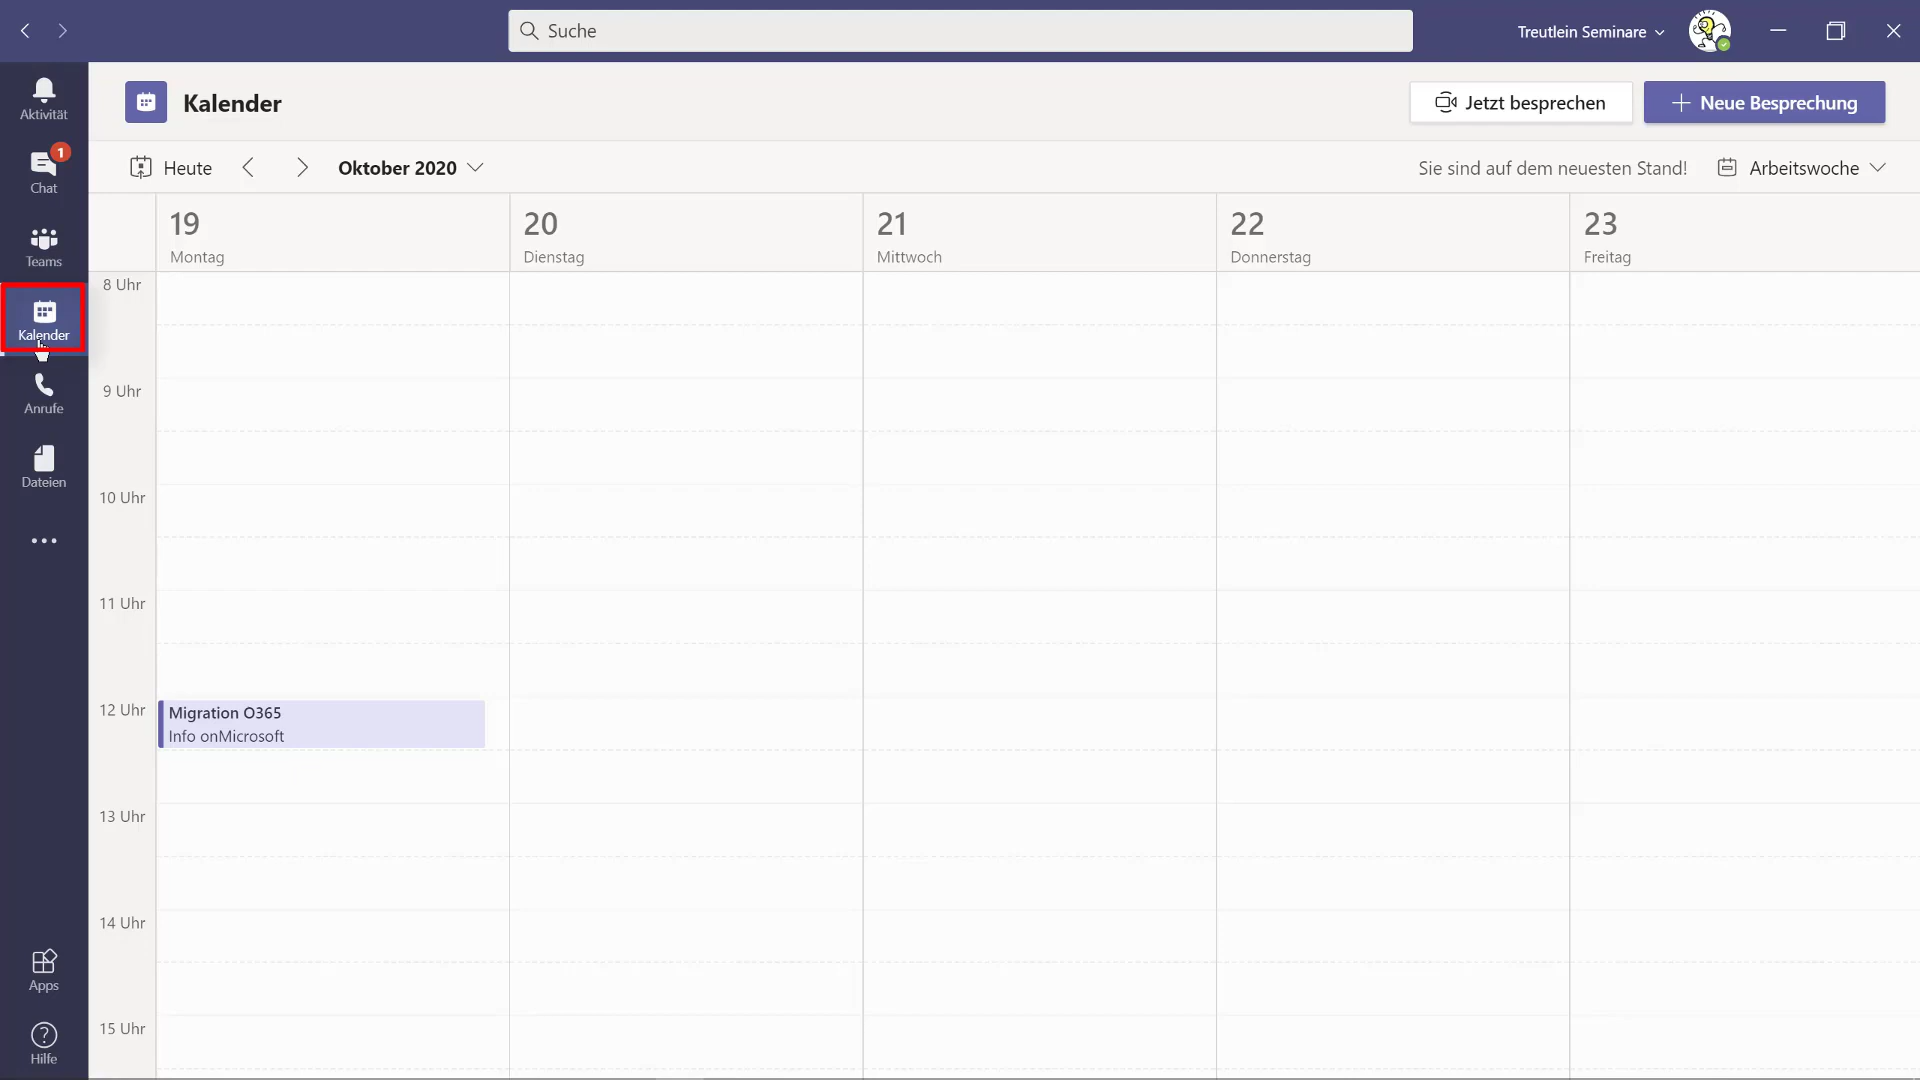 Suche
Treutlein Seminare
Aktivität
1
Chat
Teams
Kalender
Anrufe
Dateien
Apps
Hilfe
Kalender
Jetzt besprechen
Neue Besprechung
Heute
Oktober 2020
Sie sind auf dem neuesten Stand!
Arbeitswoche
19
Montag
20
Dienstag
21
Mittwoch
22
Donnerstag
23
Freitag
8 Uhr
9 Uhr
10 Uhr
11 Uhr
12 Uhr
Migration O365
Info onMicrosoft
13 Uhr
14 Uhr
15 Uhr